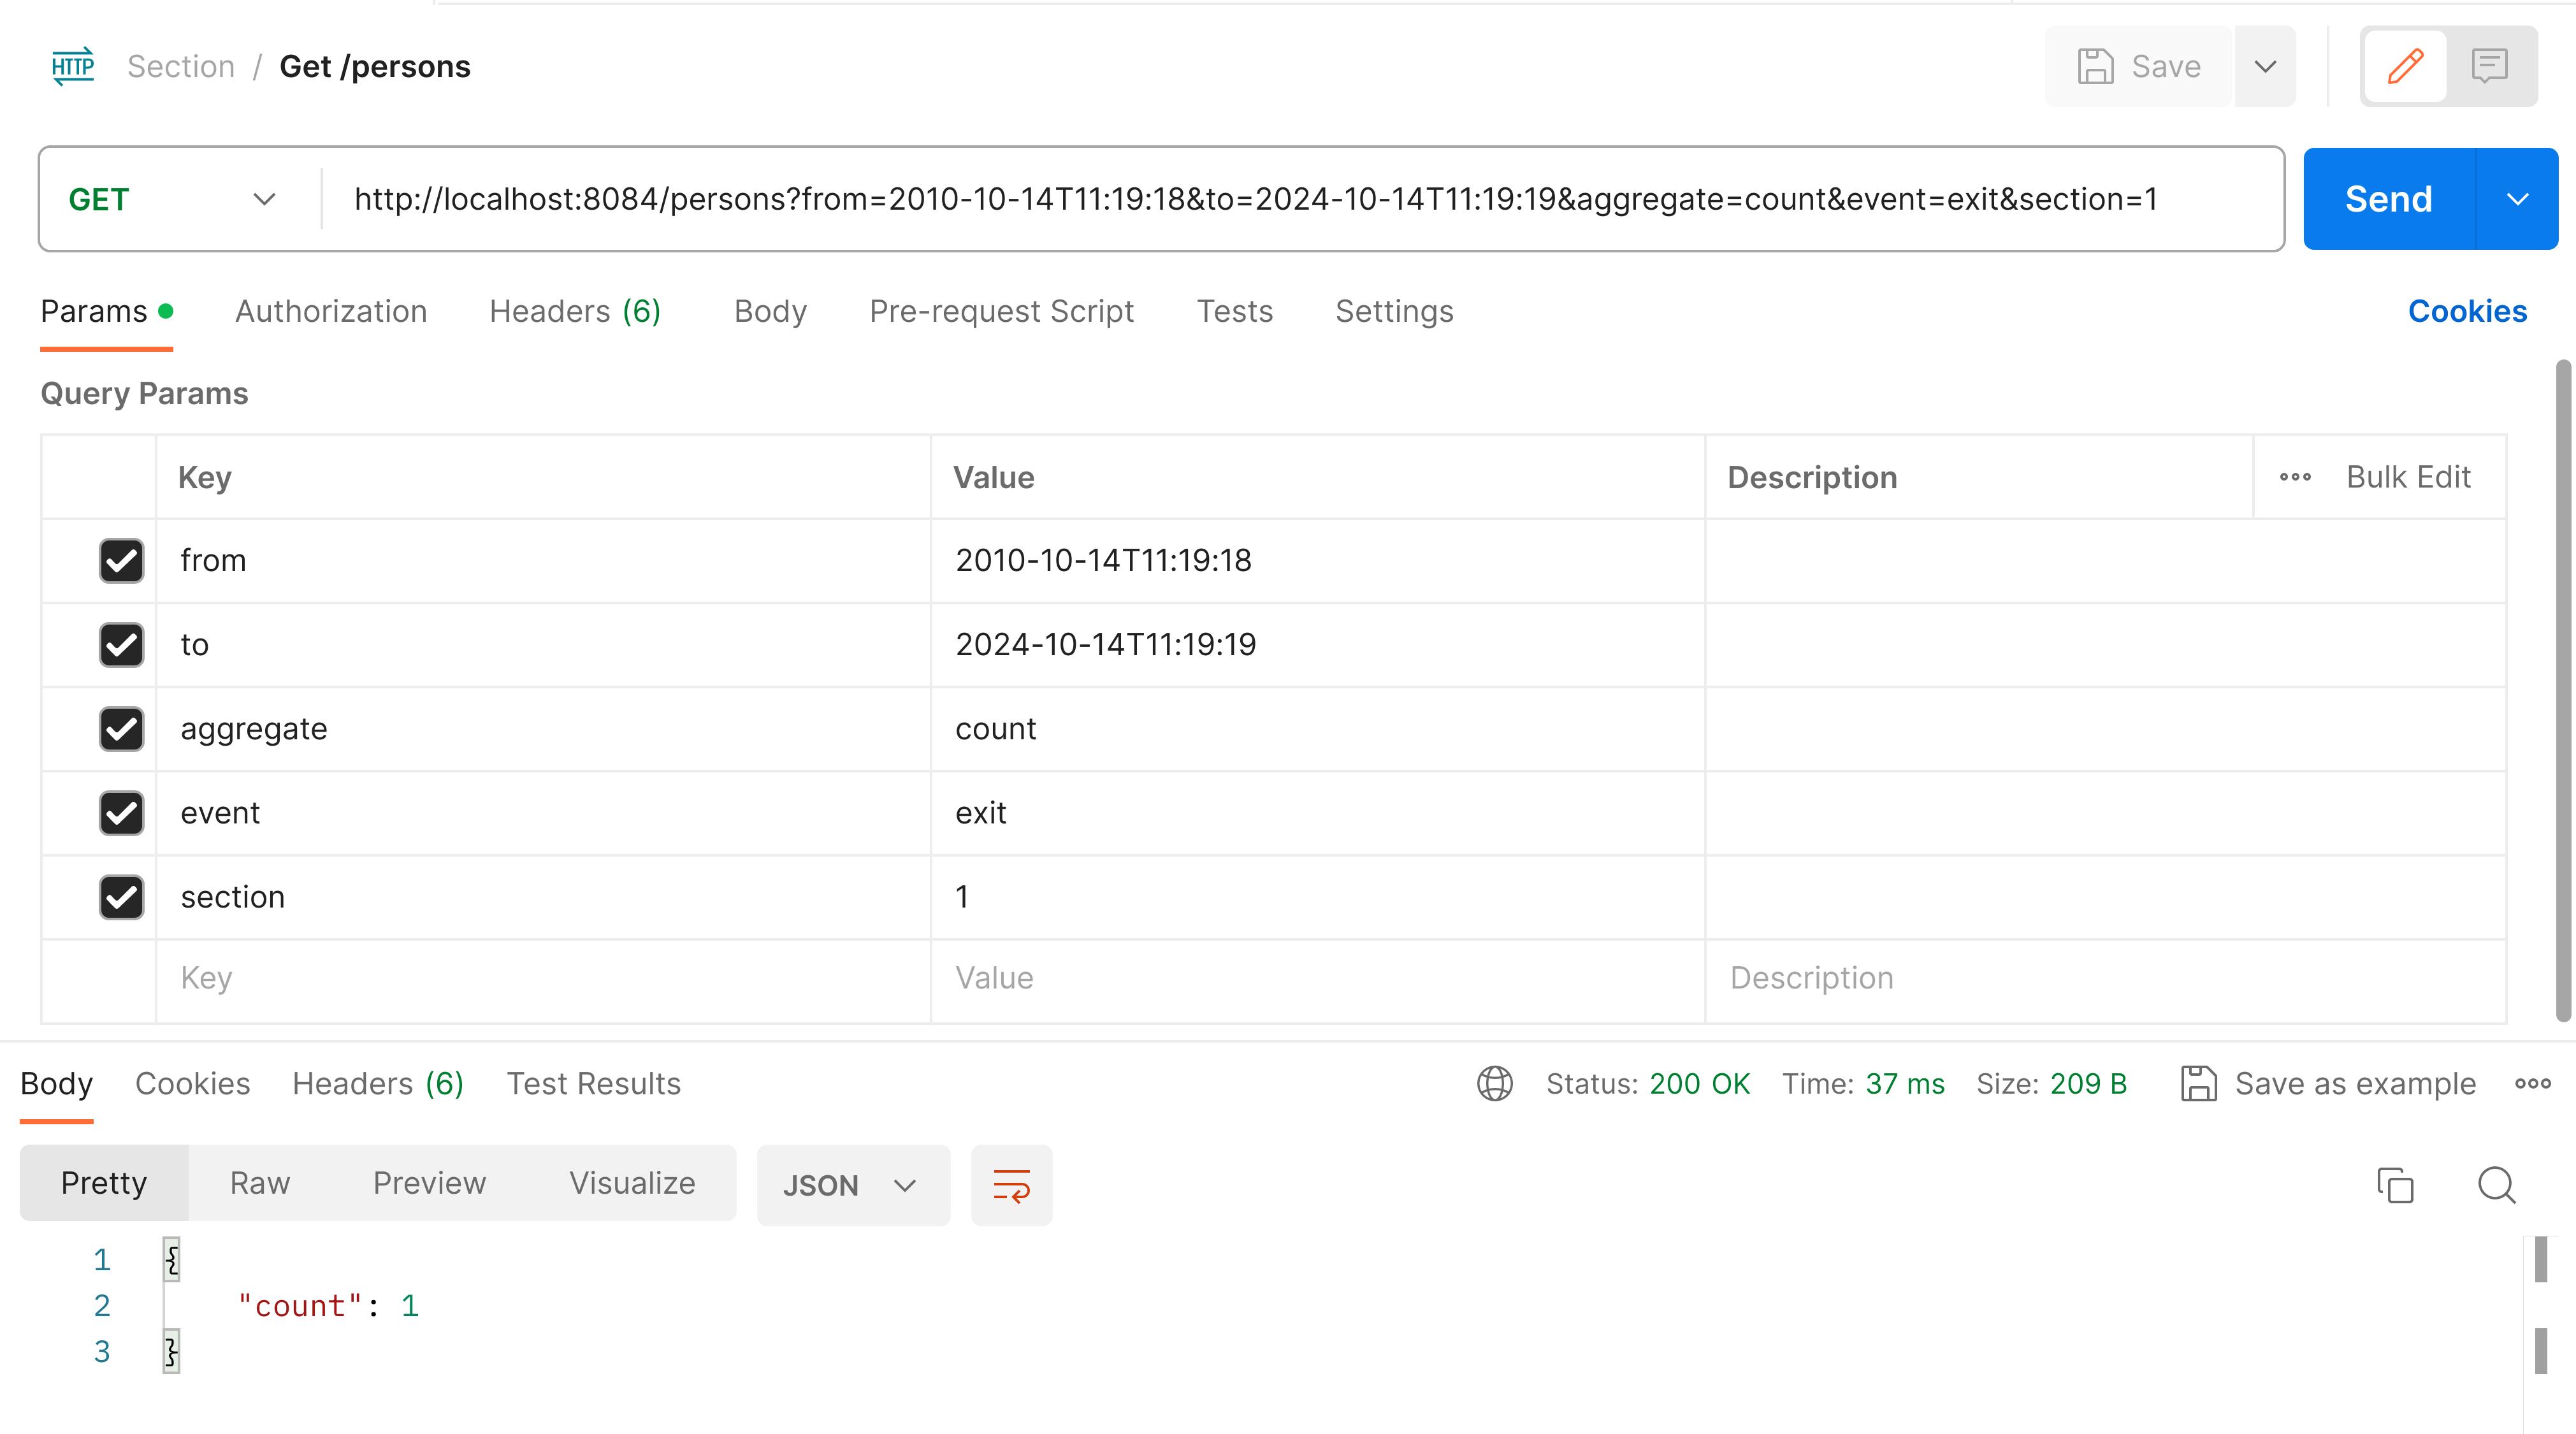 HTTP Section / Get /persons Save
GET http://localhost:8084/persons?from=2010-10-14T11:19:18&to=2024-10-14T11:19:19&aggregate=count&event=exit&section=1 Send
Params Authorization Headers (6) Body Pre-request Script Tests Settings Cookies
Query Params
Key Value Description Bulk Edit
from 2010-10-14T11:19:18
to 2024-10-14T11:19:19
aggregate count
event exit
section 1
Key Value Description
Body Cookies Headers (6) Test Results Status: 200 OK Time: 37 ms Size: 209 B Save as example
Pretty Raw Preview Visualize JSON
1 {
2 "count": 1
3 }